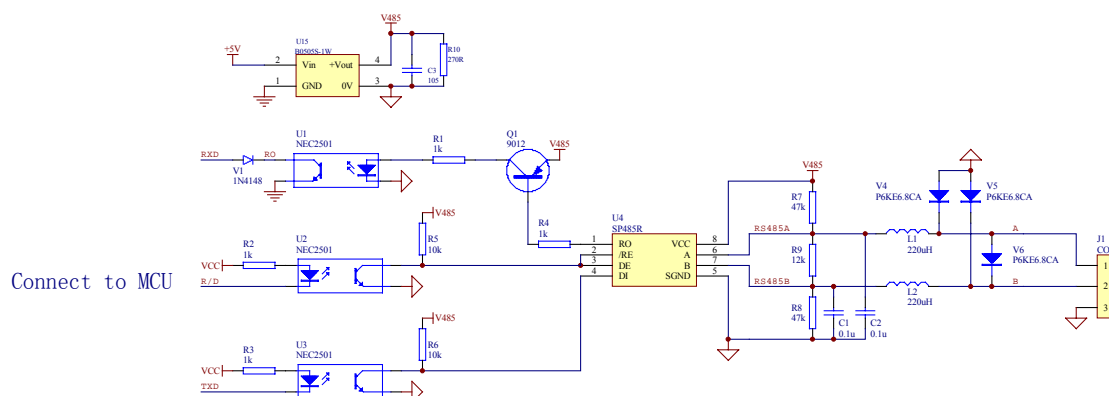 V485
U15
B0505S-1W
+5V
2 Vin +Vout 4
1 GND 0V 3
R10
270R
C3
105
U1
NEC2501
RXD
RO
V1
1N4148
R1
1k
Q1
9012
V485
R4
1k
U2
NEC2501
R2
1k
VCC
R/D
V485
R5
10k
Connect to MCU
U3
NEC2501
R3
1k
VCC
TXD
V485
R6
10k
U4
SP485R
1 RO VCC 8
2 /RE A 6
3 DE B 7
4 DI SGND 5
V485
R7
47k
RS485A
R9
12k
RS485B
R8
47k
C1
0.1u
C2
0.1u
L1
220uH
L2
220uH
V4
P6KE6.8CA
V5
P6KE6.8CA
V6
P6KE6.8CA
A
B
J1
CO
1
2
3